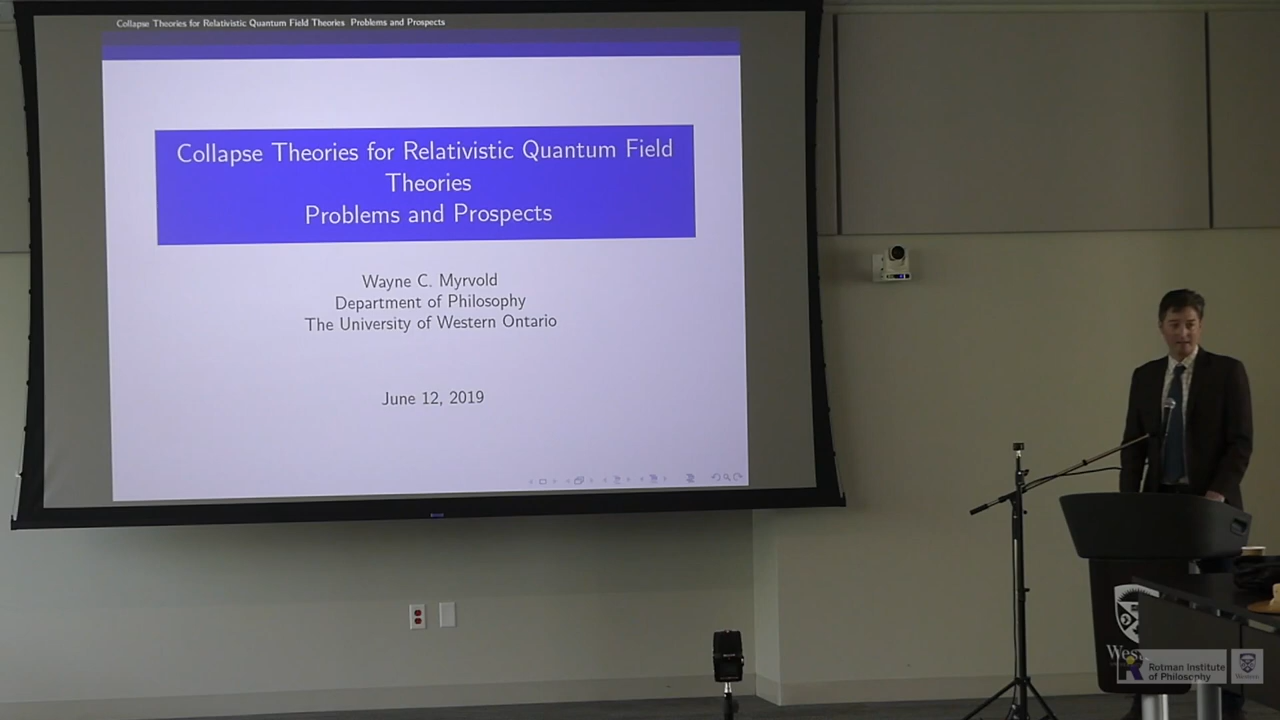 Collapse Theories for Relativistic Quantum Field Theories Problems and Prospects
Collapse Theories for Relativistic Quantum Field
Theories
Problems and Prospects
Wayne C. Myrvold
Department of Philosophy
The University of Western Ontario
June 12, 2019
Rotman Institute
of Philosophy
Western